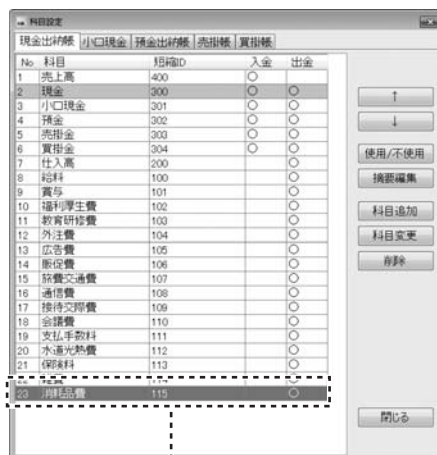 科目設定
現金出納帳 小口現金 預金出納帳 売掛帳 買掛帳
No 科目 短縮ID 入金 出金
1 売上高 400 ○
2 現金 300 ○ ○
3 小口現金 301 ○ ○
4 預金 302 ○ ○
5 売掛金 303 ○ ○
6 買掛金 304 ○ ○
7 仕入高 200 ○
8 給料 100 ○
9 賞与 101 ○
10 福利厚生費 102 ○
11 教育研修費 103 ○
12 外注費 104 ○
13 広告費 105 ○
14 販促費 106 ○
15 旅費交通費 107 ○
16 通信費 108 ○
17 接待交際費 109 ○
18 会議費 110 ○
19 支払手数料 111 ○
20 水道光熱費 112 ○
21 保険料 113 ○
23 消耗品費 115 ○
↑
↓
使用/不使用
摘要編集
科目追加
科目変更
削除
閉じる